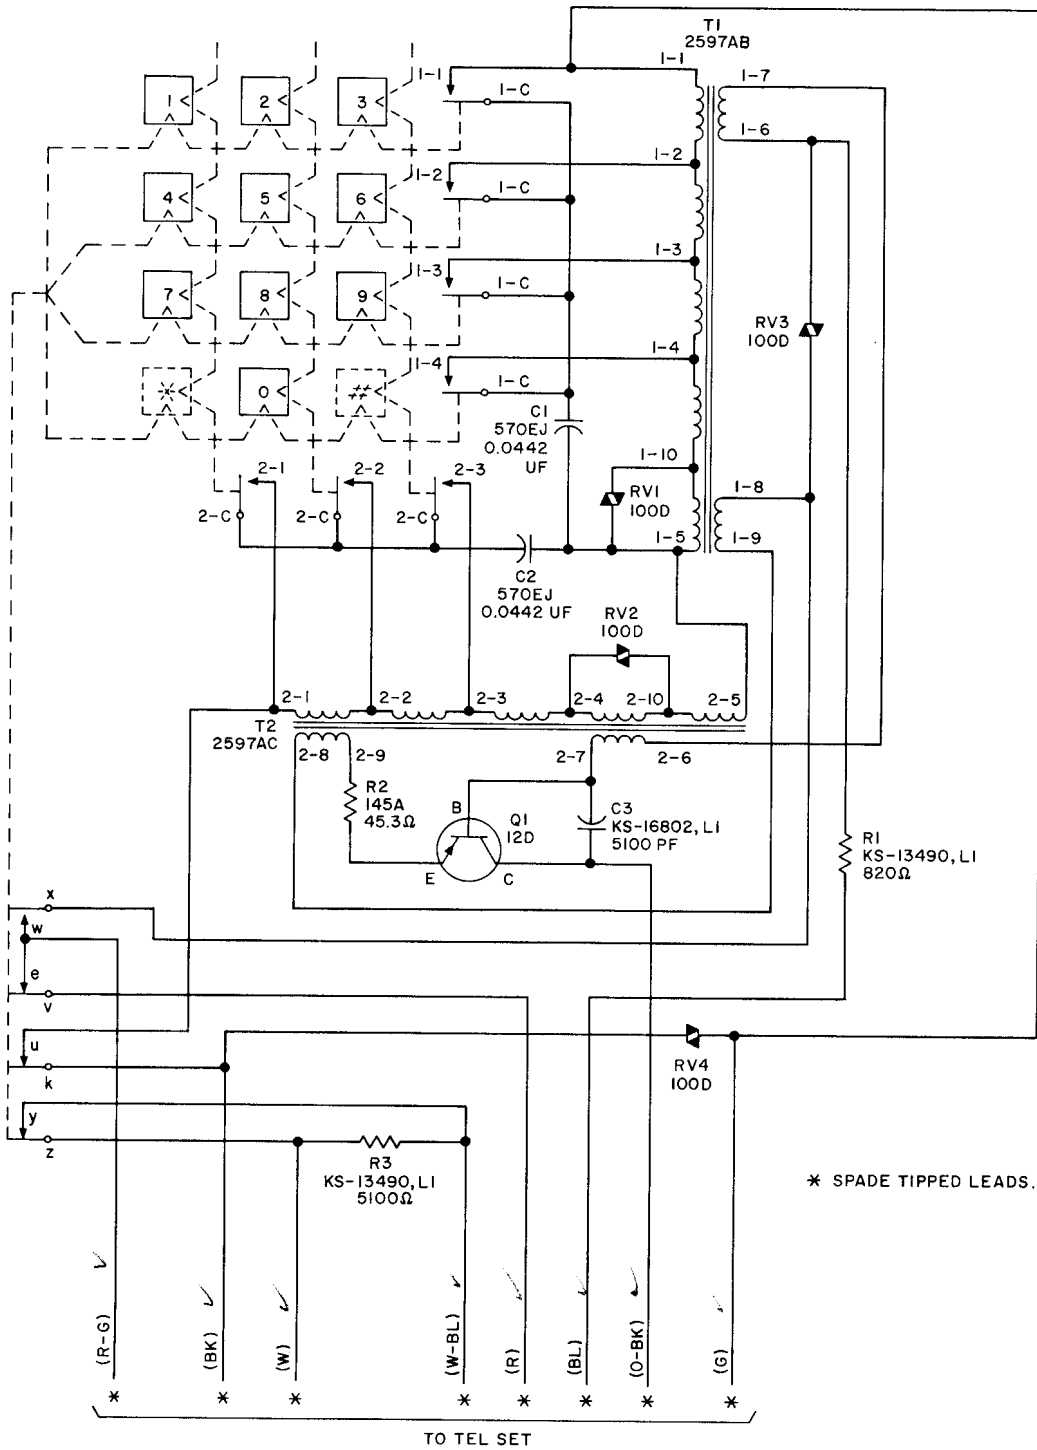 T1
2597AB
1-1
1-1
1-7
1-C
1
2
3
1-6
1-2
1-2
1-C
4
5
6
1-3
1-3
1-C
7
8
9
RV3
100D
1-4
1-4
1-C
*
0
#
C1
570EJ
0.0442
UF
1-10
2-1
2-2
2-3
1-8
RV1
100D
2-C
2-C
2-C
1-5
1-9
C2
570EJ
0.0442 UF
RV2
100D
2-1
2-2
2-3
2-4
2-10
2-5
T2
2597AC
2-8
2-9
2-7
2-6
R2
145A
45.3Ω
B
Q1
12D
C3
KS-16802, L1
5100 PF
E
C
R1
KS-13490, L1
820Ω
x
w
e
v
u
k
RV4
100D
y
z
R3
KS-13490, L1
5100Ω
* SPADE TIPPED LEADS.
(R-G)
(BK)
(W)
(W-BL)
(R)
(BL)
(O-BK)
(G)
* * * * * * * *
TO TEL SET